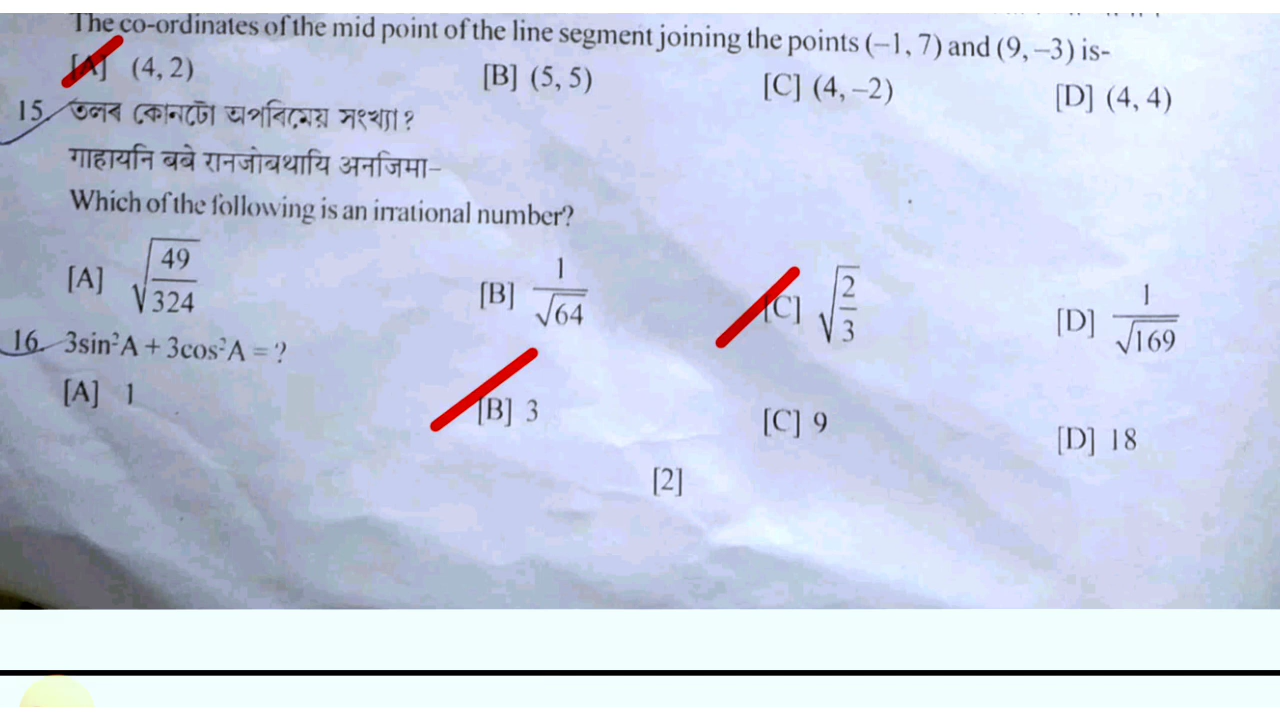 The co-ordinates of the mid point of the line segment joining the points (−1, 7) and (9, −3) is-
[A] (4, 2) [B] (5, 5) [C] (4, −2) [D] (4, 4)
15. তলৰ কোনটো অপৰিমেয় সংখ্যা?
गाहायनि बबे रानजोबथायि अनजिमा–
Which of the following is an irrational number?
[A] √(49/324) [B] 1/√64 [C] √(2/3) [D] 1/√169
16. 3sin²A + 3cos²A = ?
[A] 1 [B] 3 [C] 9 [D] 18
[2]